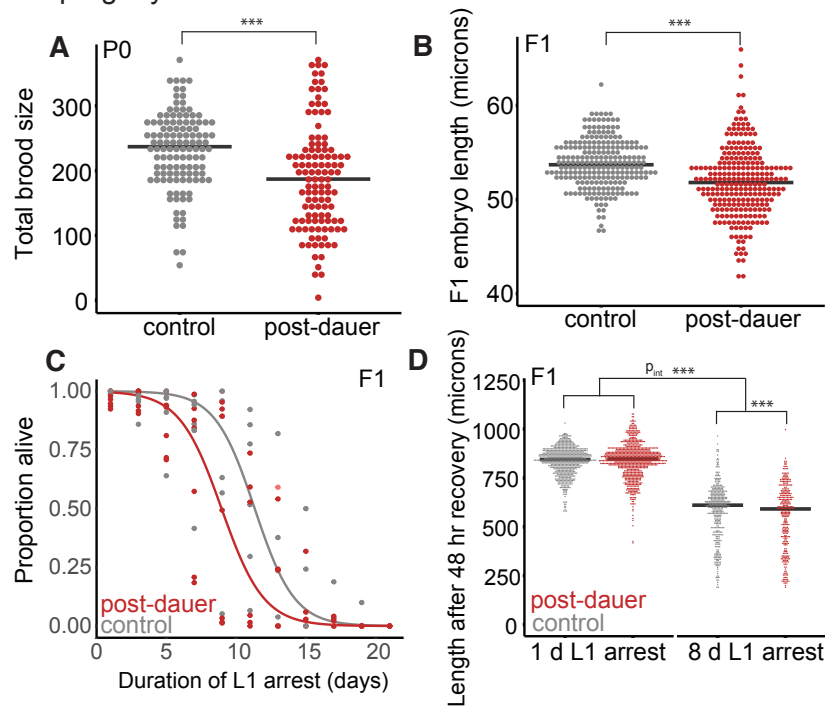 A
P0
***
Total brood size
300
200
100
0
control
post-dauer
B
F1
***
F1 embryo length (microns)
60
50
40
control
post-dauer
C
F1
Proportion alive
1.00
0.75
0.50
0.25
0.00
post-dauer
control
0
5
10
15
20
Duration of L1 arrest (days)
D
F1
pint ***
***
Length after 48 hr recovery (microns)
1250
1000
750
500
250
0
post-dauer
control
1 d L1 arrest
8 d L1 arrest